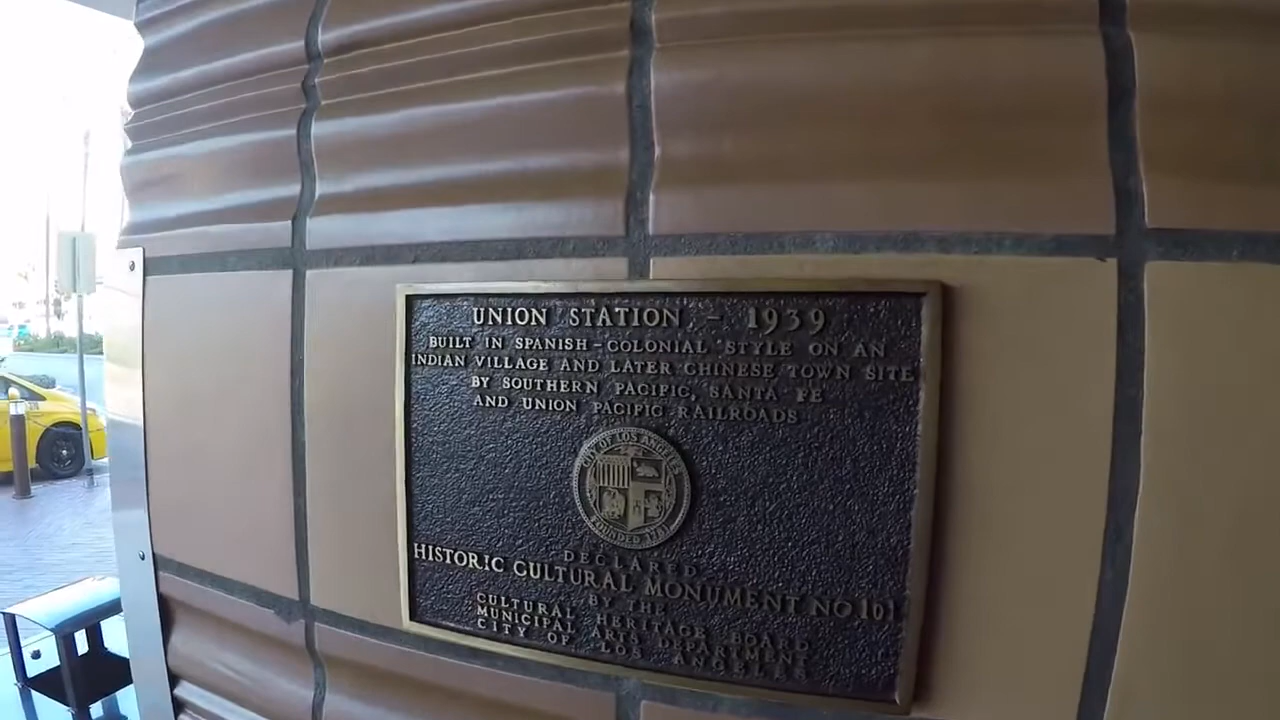 UNION STATION - 1939
BUILT IN SPANISH-COLONIAL STYLE ON AN
INDIAN VILLAGE AND LATER CHINESE TOWN SITE
BY SOUTHERN PACIFIC, SANTA FE
AND UNION PACIFIC RAILROADS
CITY OF LOS ANGELES
FOUNDED 1781
DECLARED
HISTORIC CULTURAL MONUMENT NO 101
BY THE
CULTURAL HERITAGE BOARD
MUNICIPAL ARTS DEPARTMENT
CITY OF LOS ANGELES